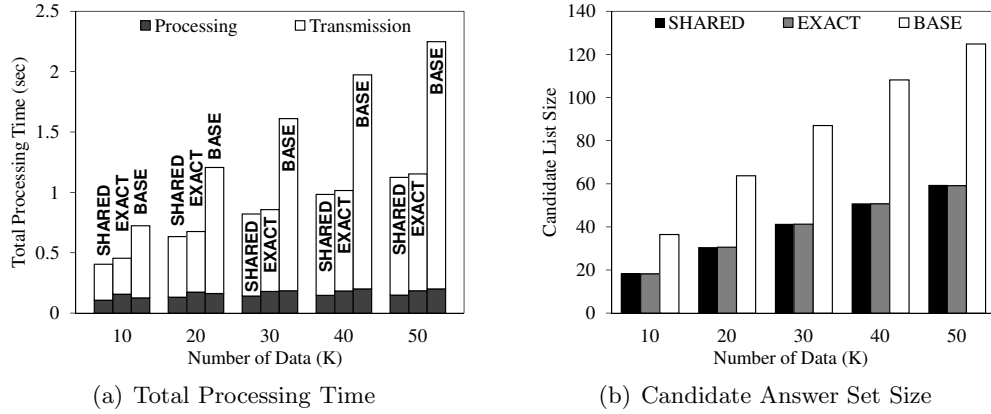 2.5
2
1.5
1
0.5
0
Total Processing Time (sec)
Processing
Transmission
SHARED
EXACT
BASE
SHARED
EXACT
BASE
SHARED
EXACT
BASE
SHARED
EXACT
BASE
SHARED
EXACT
BASE
10 20 30 40 50
Number of Data (K)
(a) Total Processing Time
140
120
100
80
60
40
20
0
Candidate List Size
SHARED
EXACT
BASE
10 20 30 40 50
Number of Data (K)
(b) Candidate Answer Set Size